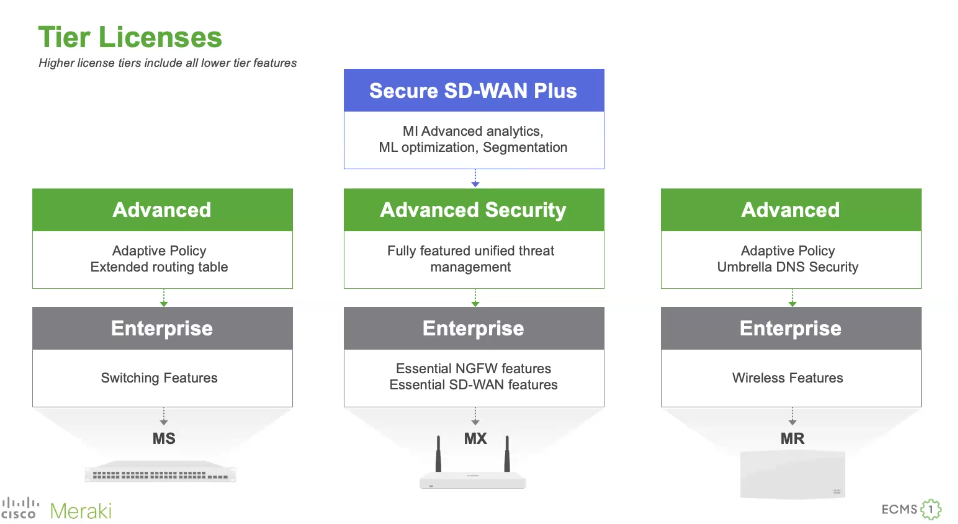 Tier Licenses
Higher license tiers include all lower tier features
Secure SD-WAN Plus
MI Advanced analytics,
ML optimization, Segmentation
Advanced
Adaptive Policy
Extended routing table
Advanced Security
Fully featured unified threat
management
Advanced
Adaptive Policy
Umbrella DNS Security
Enterprise
Switching Features
Enterprise
Essential NGFW features
Essential SD-WAN features
Enterprise
Wireless Features
MS
MX
MR
CISCO Meraki
ECMS 1